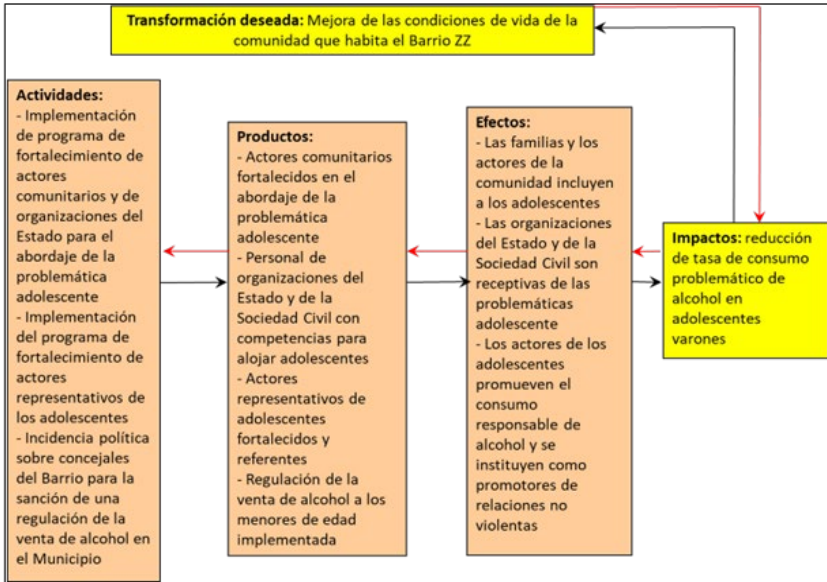 Transformación deseada: Mejora de las condiciones de vida de la
comunidad que habita el Barrio ZZ
Actividades:
- Implementación
de programa de
fortalecimiento de
actores
comunitarios y de
organizaciones del
Estado para el
abordaje de la
problemática
adolescente
- Implementación
del programa de
fortalecimiento de
actores
representativos de
los adolescentes
- Incidencia política
sobre concejales
del Barrio para la
sanción de una
regulación de la
venta de alcohol en
el Municipio
Productos:
- Actores comunitarios
fortalecidos en el
abordaje de la
problemática
adolescente
- Personal de
organizaciones del
Estado y de la
Sociedad Civil con
competencias para
alojar adolescentes
- Actores
representativos de
adolescentes
fortalecidos y
referentes
- Regulación de la
venta de alcohol a los
menores de edad
implementada
Efectos:
- Las familias y los
actores de la
comunidad incluyen
a los adolescentes
- Las organizaciones
del Estado y de la
Sociedad Civil son
receptivas de las
problemáticas
adolescente
- Los actores de los
adolescentes
promueven el
consumo
responsable de
alcohol y se
instituyen como
promotores de
relaciones no
violentas
Impactos: reducción
de tasa de consumo
problemático de
alcohol en
adolescentes
varones